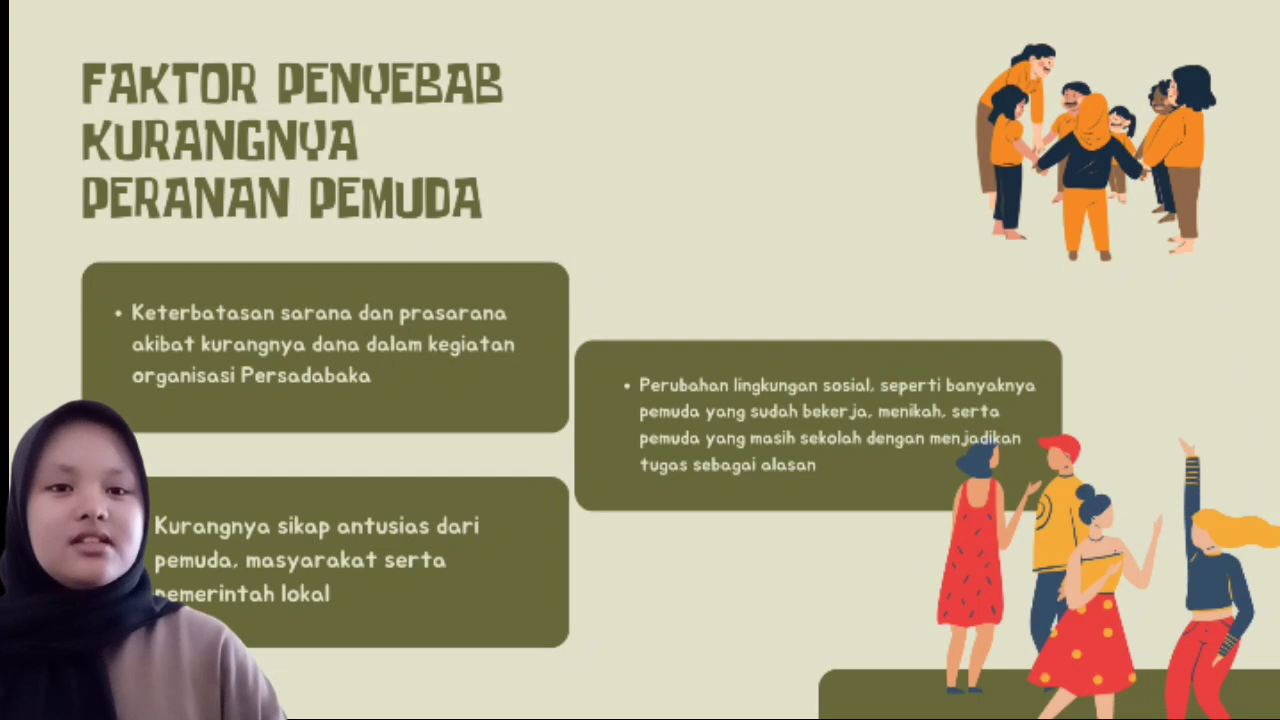 FAKTOR PENYEBAB
KURANGNYA
PERANAN PEMUDA
• Keterbatasan sarana dan prasarana
akibat kurangnya dana dalam kegiatan
organisasi Persadabaka
• Perubahan lingkungan sosial, seperti banyaknya
pemuda yang sudah bekerja, menikah, serta
pemuda yang masih sekolah dengan menjadikan
tugas sebagai alasan
Kurangnya sikap antusias dari
pemuda, masyarakat serta
pemerintah lokal